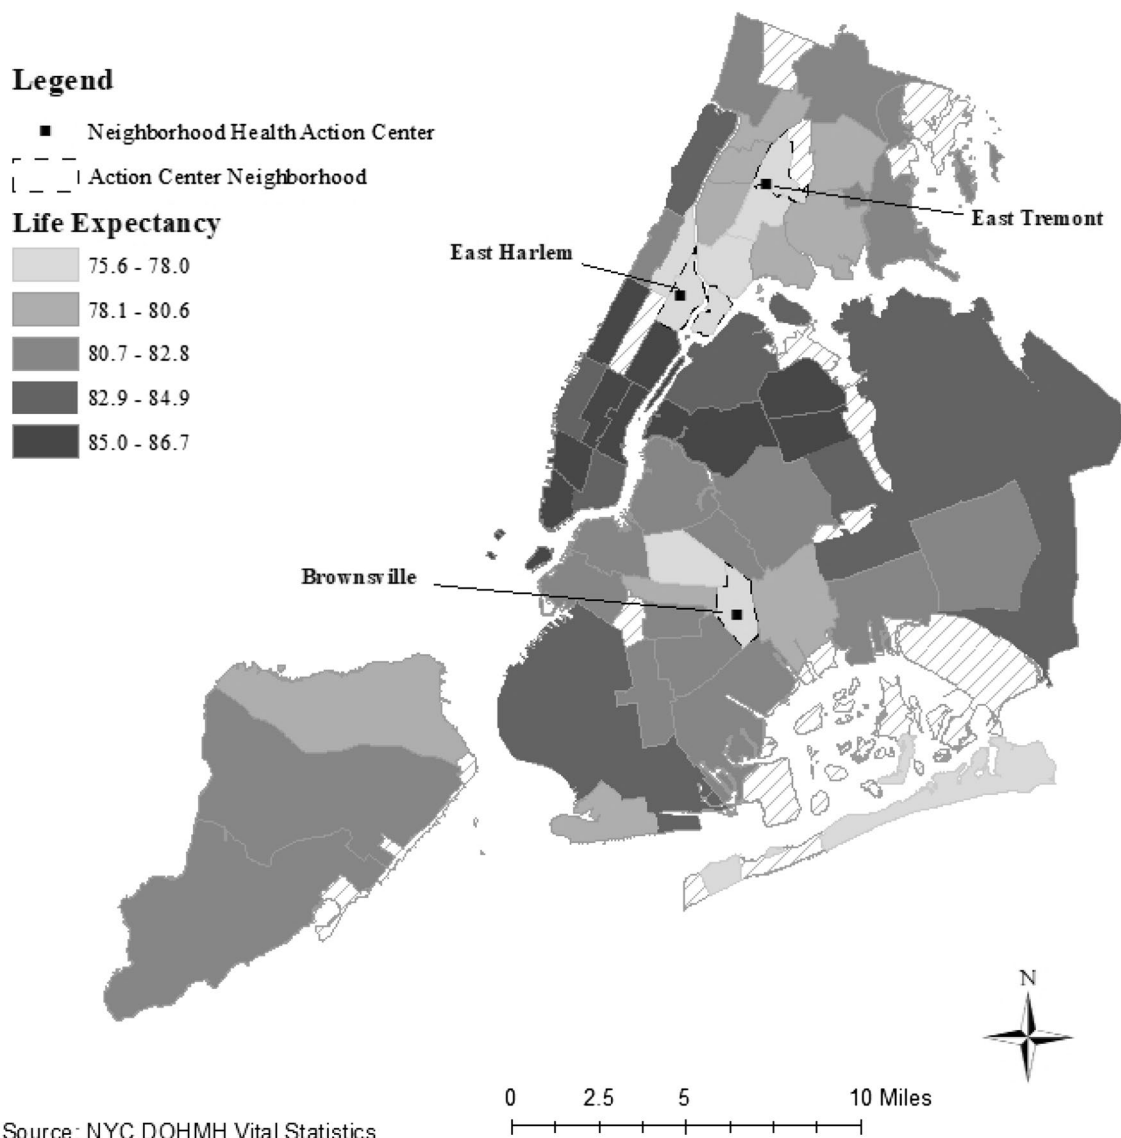 Legend
Neighborhood Health Action Center
Action Center Neighborhood
Life Expectancy
75.6 - 78.0
78.1 - 80.6
80.7 - 82.8
82.9 - 84.9
85.0 - 86.7
East Tremont
East Harlem
Brownsville
N
0 2.5 5 10 Miles
Source: NYC DOHMH Vital Statistics